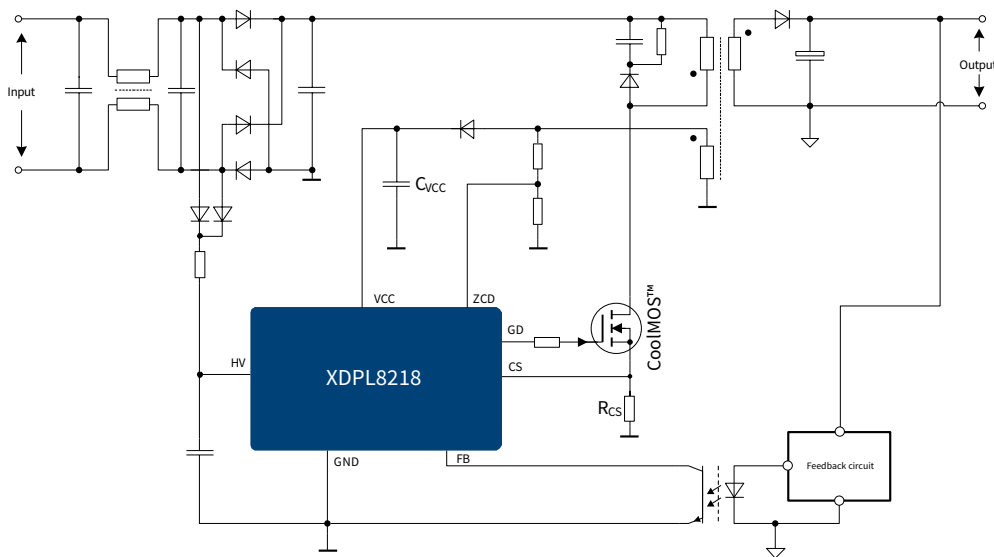 Input
Output
CVCC
VCC
ZCD
GD
CoolMOS™
HV
XDPL8218
CS
RCS
GND
FB
Feedback circuit